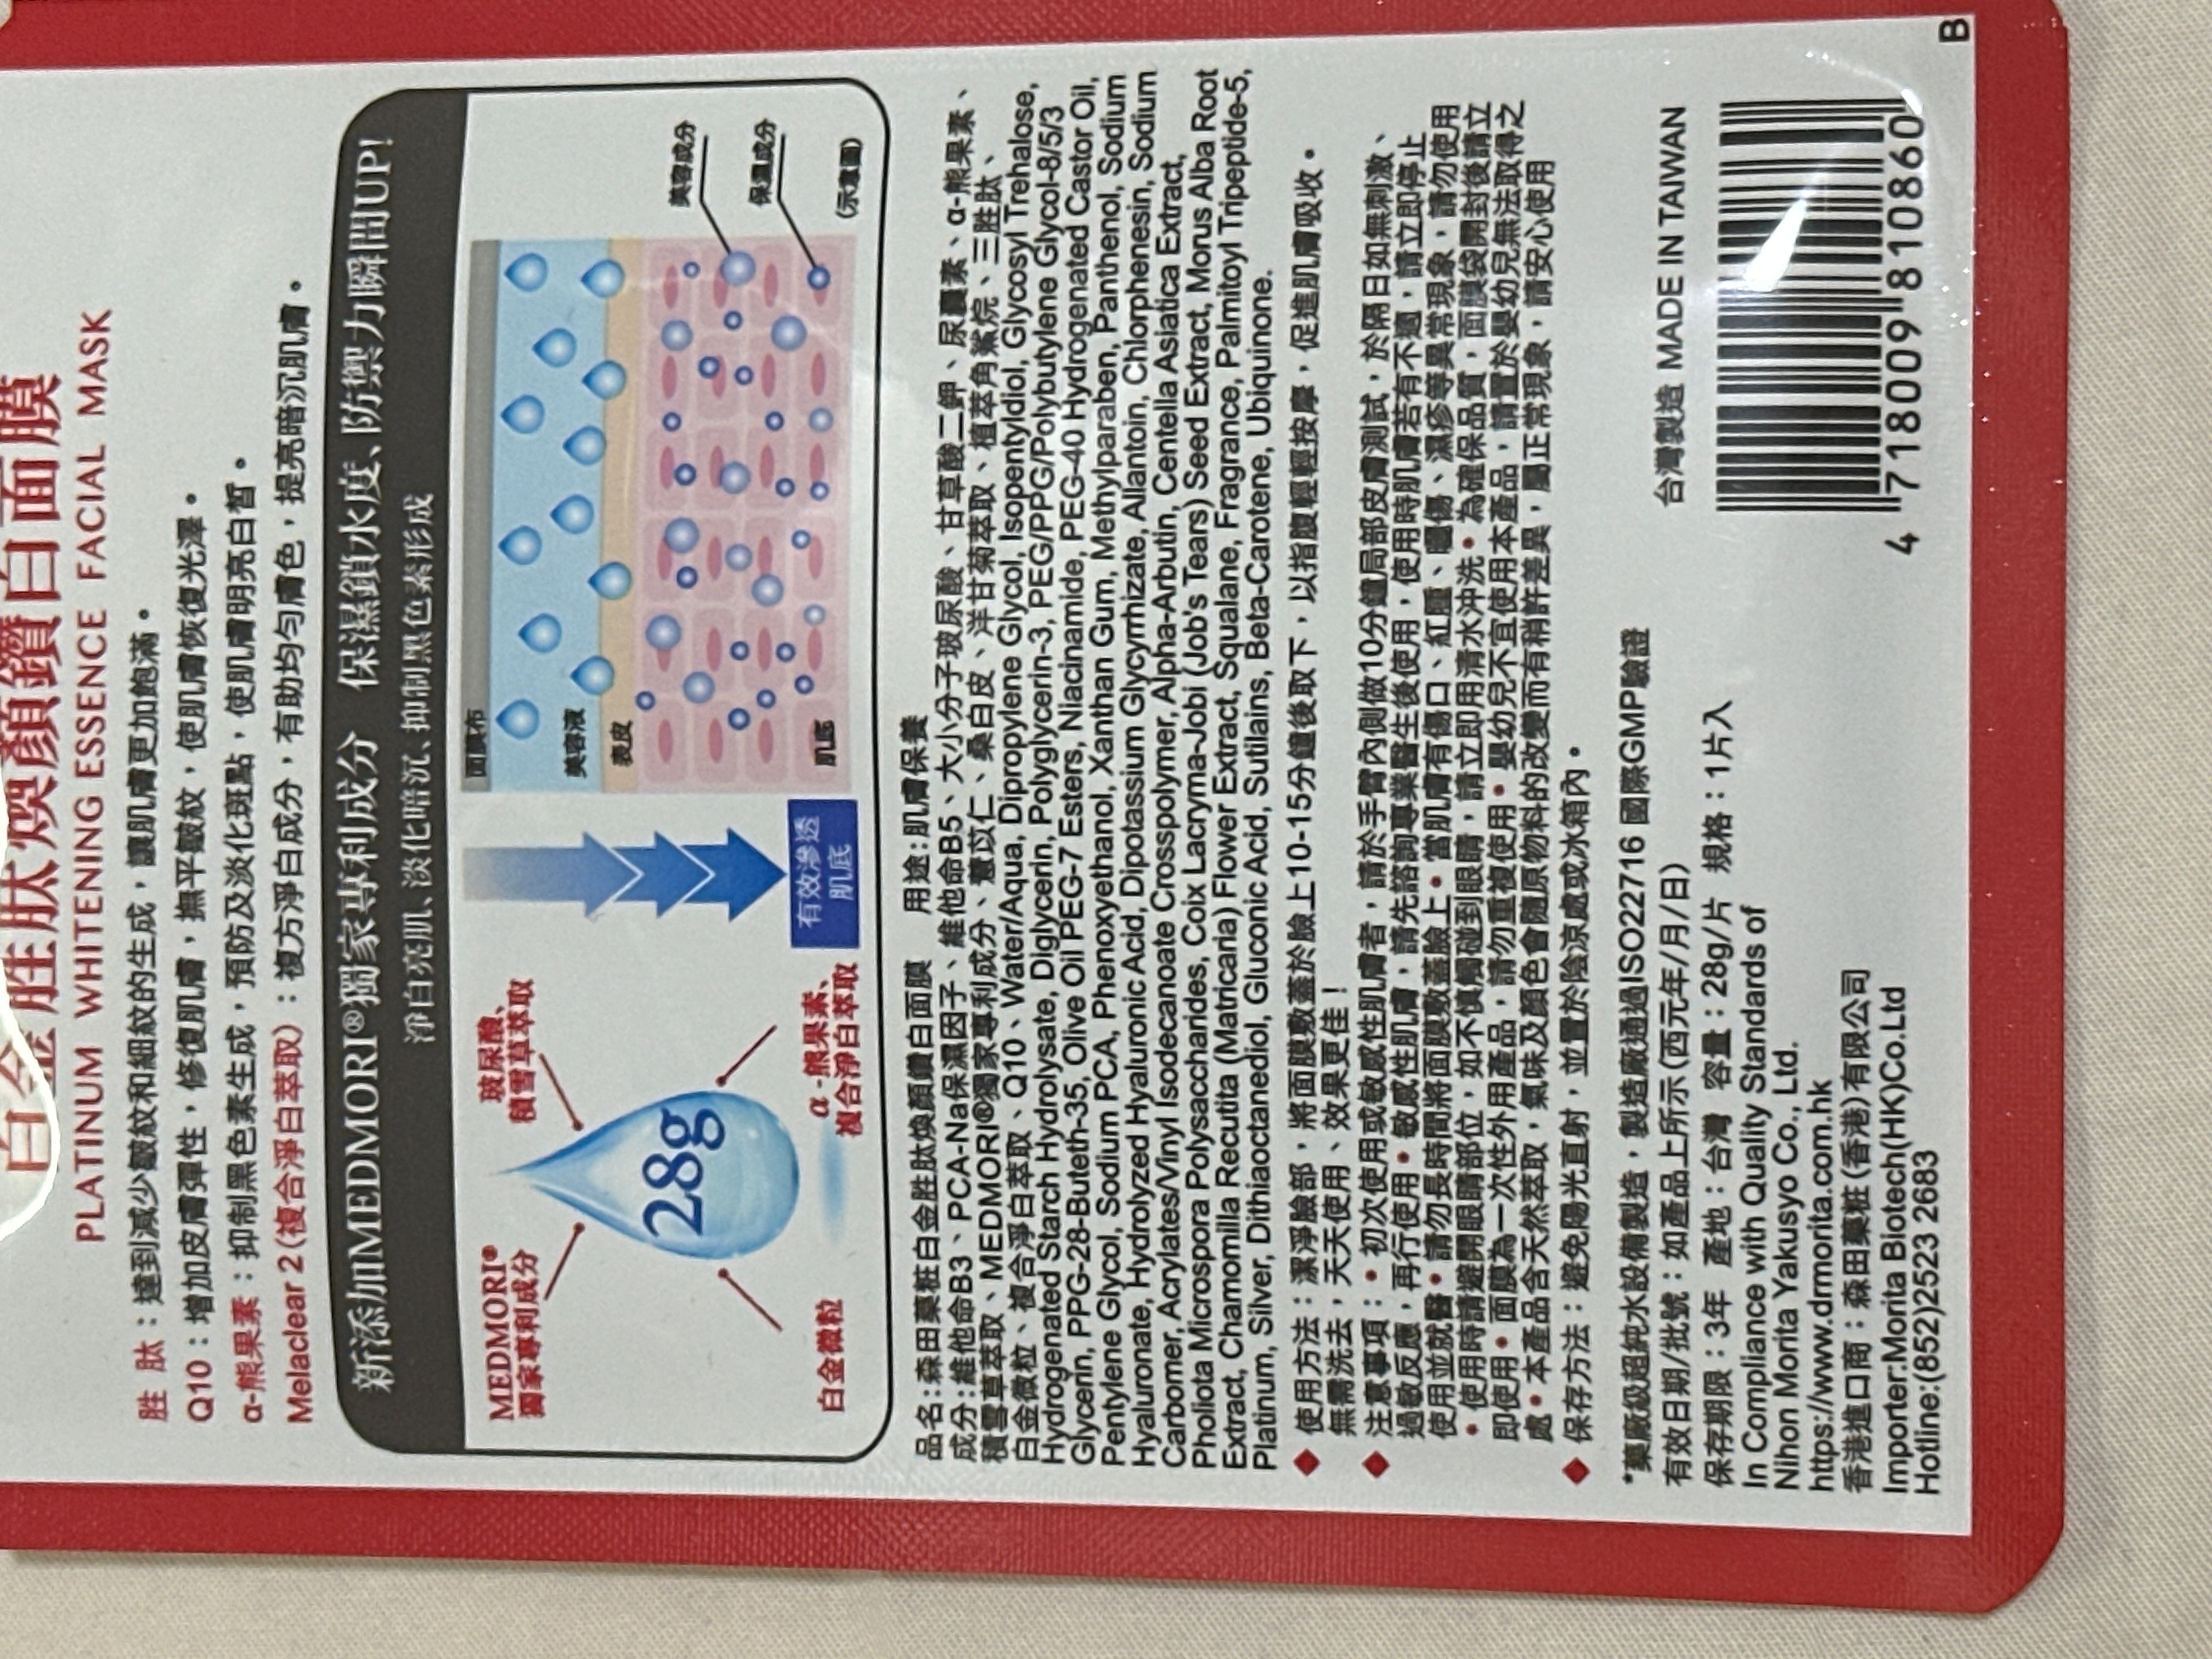 白金胜肽煥顏鑽白面膜
PLATINUM WHITENING ESSENCE FACIAL MASK
胜 肽：達到減少皺紋和細紋的生成，讓肌膚更加飽滿。
Q10：增加皮膚彈性，修復肌膚，撫平皺紋，使肌膚恢復光澤。
α-熊果素：抑制黑色素生成，預防及淡化斑點，使肌膚明亮白皙。
Melaclear 2（複合淨白萃取）：複方淨白成分，有助均勻膚色，提亮暗沉肌膚。
新添加MEDMORI®獨家專利成分 保濕鎖水度、防禦力瞬間UP!
淨白亮肌、淡化暗沉、抑制黑色素形成
MEDMORI®
獨家專利成分
玻尿酸、
積雪草萃取
28g
白金微粒
α-熊果素、
複合淨白萃取
有效滲透
肌底
面膜布
美容液
表皮
肌底
美容成分
保濕成分
（示意圖）
品名:森田藥粧白金胜肽煥顏鑽白面膜 用途:肌膚保養
成分:維他命B3、PCA-Na保濕因子、維他命B5、大小分子玻尿酸、甘草酸二鉀、尿囊素、α-熊果素、
積雪草萃取、MEDMORI®獨家專利成分、薏苡仁、桑白皮、洋甘菊萃取、植萃角鯊烷、三胜肽、
白金微粒、複合淨白萃取、Q10、Water/Aqua, Dipropylene Glycol, Isopentyldiol, Glycosyl Trehalose,
Hydrogenated Starch Hydrolysate, Diglycerin, Polyglycerin-3, PEG/PPG/Polybutylene Glycol-8/5/3
Glycerin, PPG-28-Buteth-35, Olive Oil PEG-7 Esters, Niacinamide, PEG-40 Hydrogenated Castor Oil,
Pentylene Glycol, Sodium PCA, Phenoxyethanol, Xanthan Gum, Methylparaben, Panthenol, Sodium
Hyaluronate, Hydrolyzed Hyaluronic Acid, Dipotassium Glycyrrhizate, Allantoin, Chlorphenesin, Sodium
Carbomer, Acrylates/Vinyl Isodecanoate Crosspolymer, Alpha-Arbutin, Centella Asiatica Extract,
Pholiota Microspora Polysaccharides, Coix Lacryma-Jobi (Job's Tears) Seed Extract, Morus Alba Root
Extract, Chamomilla Recutita (Matricaria) Flower Extract, Squalane, Fragrance, Palmitoyl Tripeptide-5,
Platinum, Silver, Dithiaoctanediol, Gluconic Acid, Sutilains, Beta-Carotene, Ubiquinone.
◆ 使用方法：潔淨臉部，將面膜敷蓋於臉上10-15分鐘後取下，以指腹輕輕按摩，促進肌膚吸收。
無需洗去，天天使用、效果更佳！
◆ 注意事項：• 初次使用或敏感性肌膚者，請於手臂內側做10分鐘局部皮膚測試，於隔日如無刺激、
過敏反應，再行使用• 敏感性肌膚，請先諮詢專業醫生後使用，使用時肌膚若有不適，請立即停止
使用並就醫• 請勿長時間將面膜敷蓋臉上• 當肌膚有傷口、紅腫、曬傷、濕疹等異常現象，請勿使用
• 使用時請避開眼睛部位，如不慎觸碰到眼睛，請立即用清水沖洗• 為確保品質，面膜袋開封後請立
即使用• 面膜為一次性外用產品，請勿重複使用• 嬰幼兒不宜使用本產品，請置於嬰幼兒無法取得之
處• 本產品含天然萃取，氣味及顏色會隨原物料的改變而有稍許差異，屬正常現象，請安心使用
◆ 保存方法：避免陽光直射，並置於陰涼處或冰箱內。
*藥廠級超純水設備製造，製造廠通過ISO22716 國際GMP驗證
有效日期/批號：如產品上所示(西元年/月/日)
保存期限：3年 產地：台灣 容量：28g/片 規格：1片入
In Compliance with Quality Standards of
Nihon Morita Yakusyo Co., Ltd.
https://www.drmorita.com.hk
香港進口商：森田藥粧(香港)有限公司
Importer:Morita Biotech(HK)Co.Ltd
Hotline:(852)2523 2683
台灣製造 MADE IN TAIWAN
4 718009 810860
B